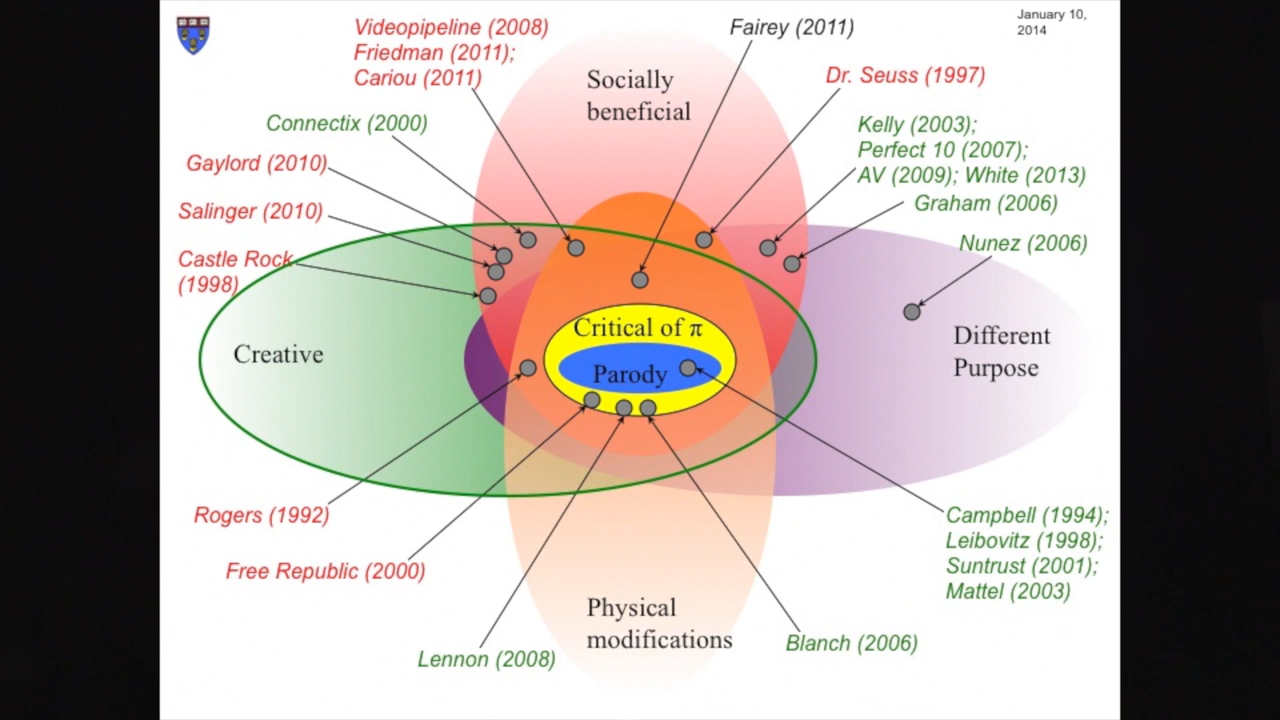 January 10,
2014
Videopipeline (2008)
Friedman (2011);
Cariou (2011)
Fairey (2011)
Socially
beneficial
Dr. Seuss (1997)
Connectix (2000)
Kelly (2003);
Perfect 10 (2007);
AV (2009); White (2013)
Gaylord (2010)
Graham (2006)
Salinger (2010)
Nunez (2006)
Castle Rock
(1998)
Critical of π
Different
Purpose
Creative
Parody
Rogers (1992)
Campbell (1994);
Leibovitz (1998);
Suntrust (2001);
Mattel (2003)
Free Republic (2000)
Physical
modifications
Blanch (2006)
Lennon (2008)